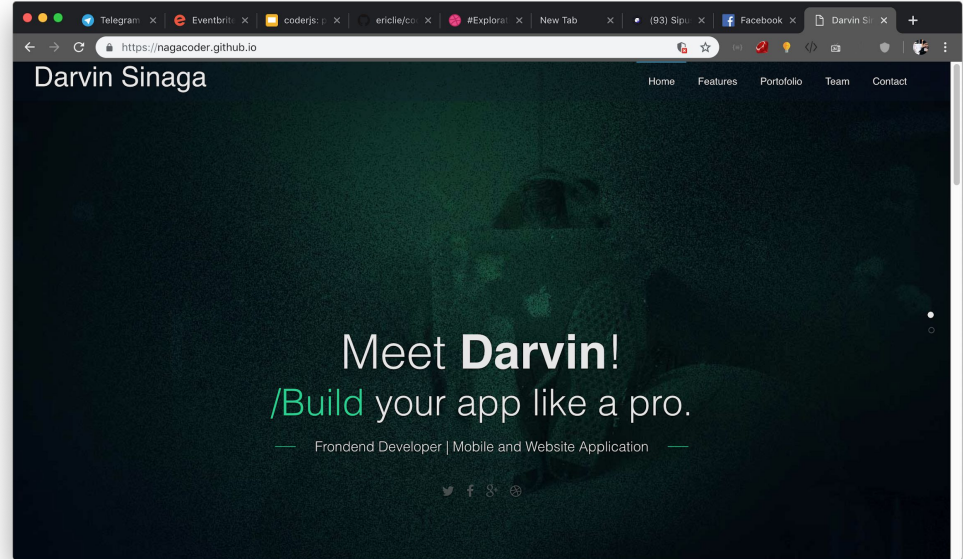 Telegram
Eventbrite
coderjs: p
ericlie/co
#Explorat
New Tab
(93) Sipu
Facebook
Darvin Si
https://nagacoder.github.io
Darvin Sinaga
Home Features Portofolio Team Contact
Meet Darvin!
/Build your app like a pro.
Frondend Developer | Mobile and Website Application